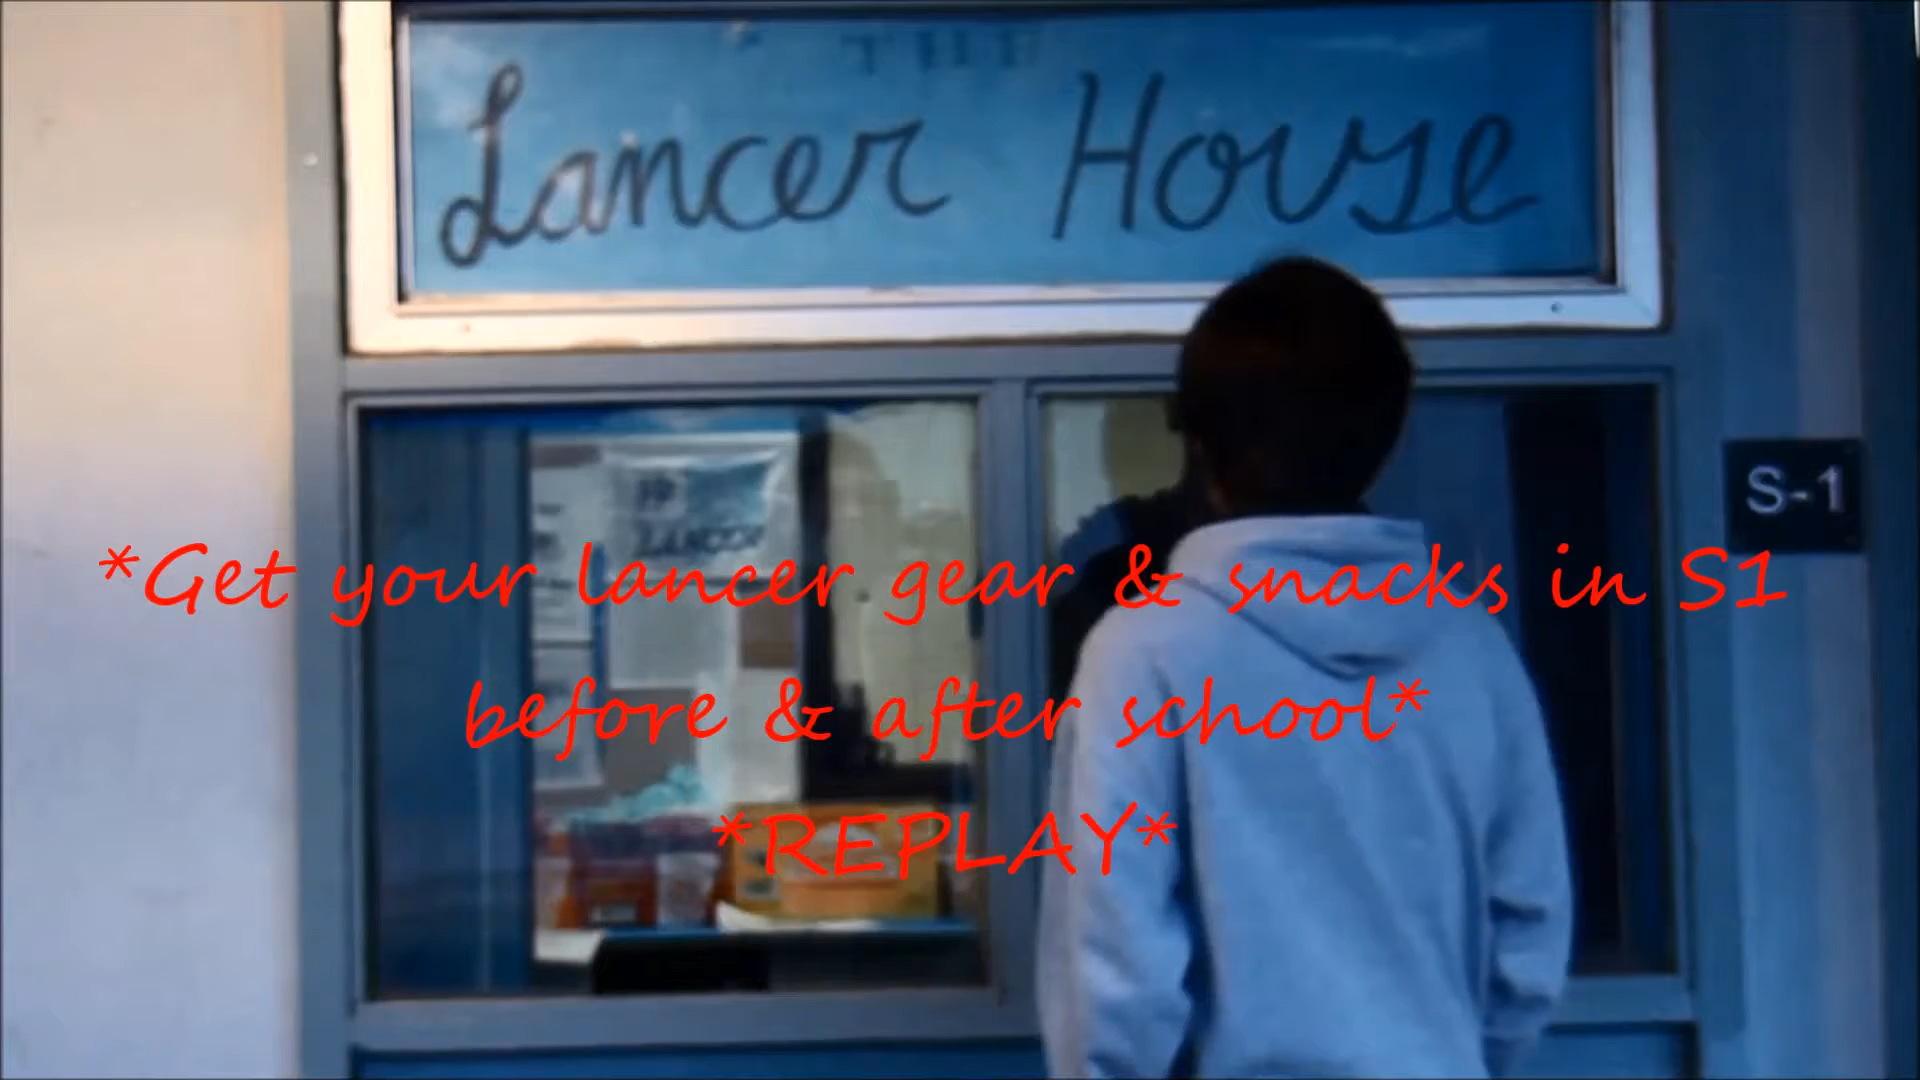 THE
Lancer House
S-1
*Get your lancer gear & snacks in S1
before & after school*
*REPLAY*